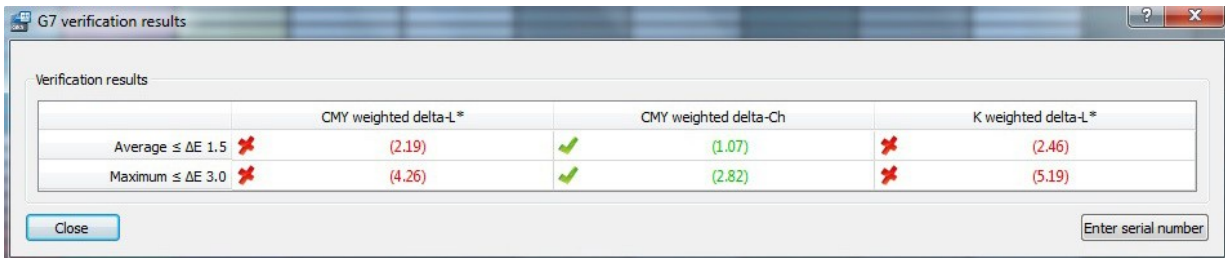 G7 verification results
Verification results
CMY weighted delta-L* CMY weighted delta-Ch K weighted delta-L*
Average ≤ ΔE 1.5 (2.19) (1.07) (2.46)
Maximum ≤ ΔE 3.0 (4.26) (2.82) (5.19)
Close Enter serial number